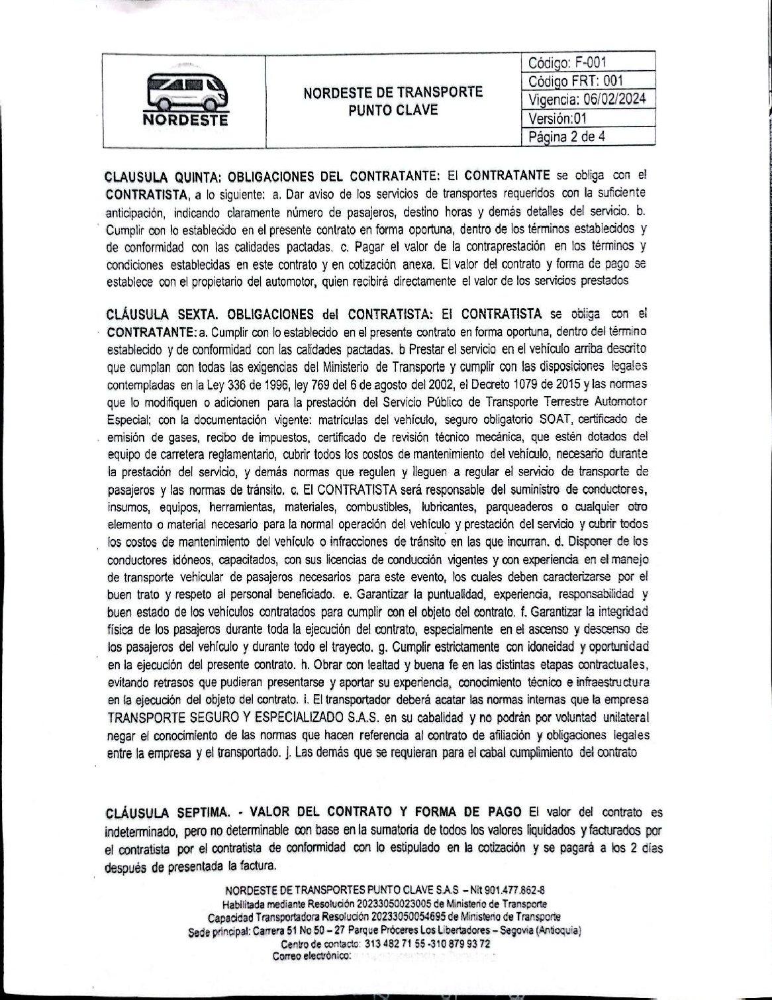 NORDESTE
NORDESTE DE TRANSPORTE
PUNTO CLAVE
Código: F-001
Código FRT: 001
Vigencia: 06/02/2024
Versión:01
Página 2 de 4
CLAUSULA QUINTA: OBLIGACIONES DEL CONTRATANTE: El CONTRATANTE se obliga con el
CONTRATISTA, a lo siguiente: a. Dar aviso de los servicios de transportes requeridos con la suficiente
anticipación, indicando claramente número de pasajeros, destino horas y demás detalles del servicio. b.
Cumplir con lo establecido en el presente contrato en forma oportuna, dentro de los términos establecidos y
de conformidad con las calidades pactadas. c. Pagar el valor de la contraprestación en los términos y
condiciones establecidas en este contrato y en cotización anexa. El valor del contrato y forma de pago se
establece con el propietario del automotor, quien recibirá directamente el valor de los servicios prestados
CLÁUSULA SEXTA. OBLIGACIONES del CONTRATISTA: El CONTRATISTA se obliga con el
CONTRATANTE: a. Cumplir con lo establecido en el presente contrato en forma oportuna, dentro del término
establecido y de conformidad con las calidades pactadas. b Prestar el servicio en el vehículo arriba descrito
que cumplan con todas las exigencias del Ministerio de Transporte y cumplir con las disposiciones legales
contempladas en la Ley 336 de 1996, ley 769 del 6 de agosto del 2002, el Decreto 1079 de 2015 y las normas
que lo modifiquen o adicionen para la prestación del Servicio Público de Transporte Terrestre Automotor
Especial; con la documentación vigente: matrículas del vehículo, seguro obligatorio SOAT, certificado de
emisión de gases, recibo de impuestos, certificado de revisión técnico mecánica, que estén dotados del
equipo de carretera reglamentario, cubrir todos los costos de mantenimiento del vehículo, necesario durante
la prestación del servicio, y demás normas que regulen y lleguen a regular el servicio de transporte de
pasajeros y las normas de tránsito. c. El CONTRATISTA será responsable del suministro de conductores,
insumos, equipos, herramientas, materiales, combustibles, lubricantes, parqueaderos o cualquier otro
elemento o material necesario para la normal operación del vehículo y prestación del servicio y cubrir todos
los costos de mantenimiento del vehículo o infracciones de tránsito en las que incurran. d. Disponer de los
conductores idóneos, capacitados, con sus licencias de conducción vigentes y con experiencia en el manejo
de transporte vehicular de pasajeros necesarios para este evento, los cuales deben caracterizarse por el
buen trato y respeto al personal beneficiado. e. Garantizar la puntualidad, experiencia, responsabilidad y
buen estado de los vehículos contratados para cumplir con el objeto del contrato. f. Garantizar la integridad
física de los pasajeros durante toda la ejecución del contrato, especialmente en el ascenso y descenso de
los pasajeros del vehículo y durante todo el trayecto. g. Cumplir estrictamente con idoneidad y oportunidad
en la ejecución del presente contrato. h. Obrar con lealtad y buena fe en las distintas etapas contractuales,
evitando retrasos que pudieran presentarse y aportar su experiencia, conocimiento técnico e infraestructura
en la ejecución del objeto del contrato. i. El transportador deberá acatar las normas internas que la empresa
TRANSPORTE SEGURO Y ESPECIALIZADO S.A.S. en su cabalidad y no podrán por voluntad unilateral
negar el conocimiento de las normas que hacen referencia al contrato de afiliación y obligaciones legales
entre la empresa y el transportado. j. Las demás que se requieran para el cabal cumplimiento del contrato
CLÁUSULA SEPTIMA. - VALOR DEL CONTRATO Y FORMA DE PAGO El valor del contrato es
indeterminado, pero no determinable con base en la sumatoria de todos los valores liquidados y facturados por
el contratista por el contratista de conformidad con lo estipulado en la cotización y se pagará a los 2 días
después de presentada la factura.
NORDESTE DE TRANSPORTES PUNTO CLAVE S.A.S – Nit 901.477.862-8
Habilitada mediante Resolución 20233050023005 de Ministerio de Transporte
Capacidad Transportadora Resolución 20233050054695 de Ministerio de Transporte
Sede principal: Carrera 51 No 50 – 27 Parque Próceres Los Libertadores – Segovia (Antioquia)
Centro de contacto: 313 482 71 55 -310 879 93 72
Correo electrónico: